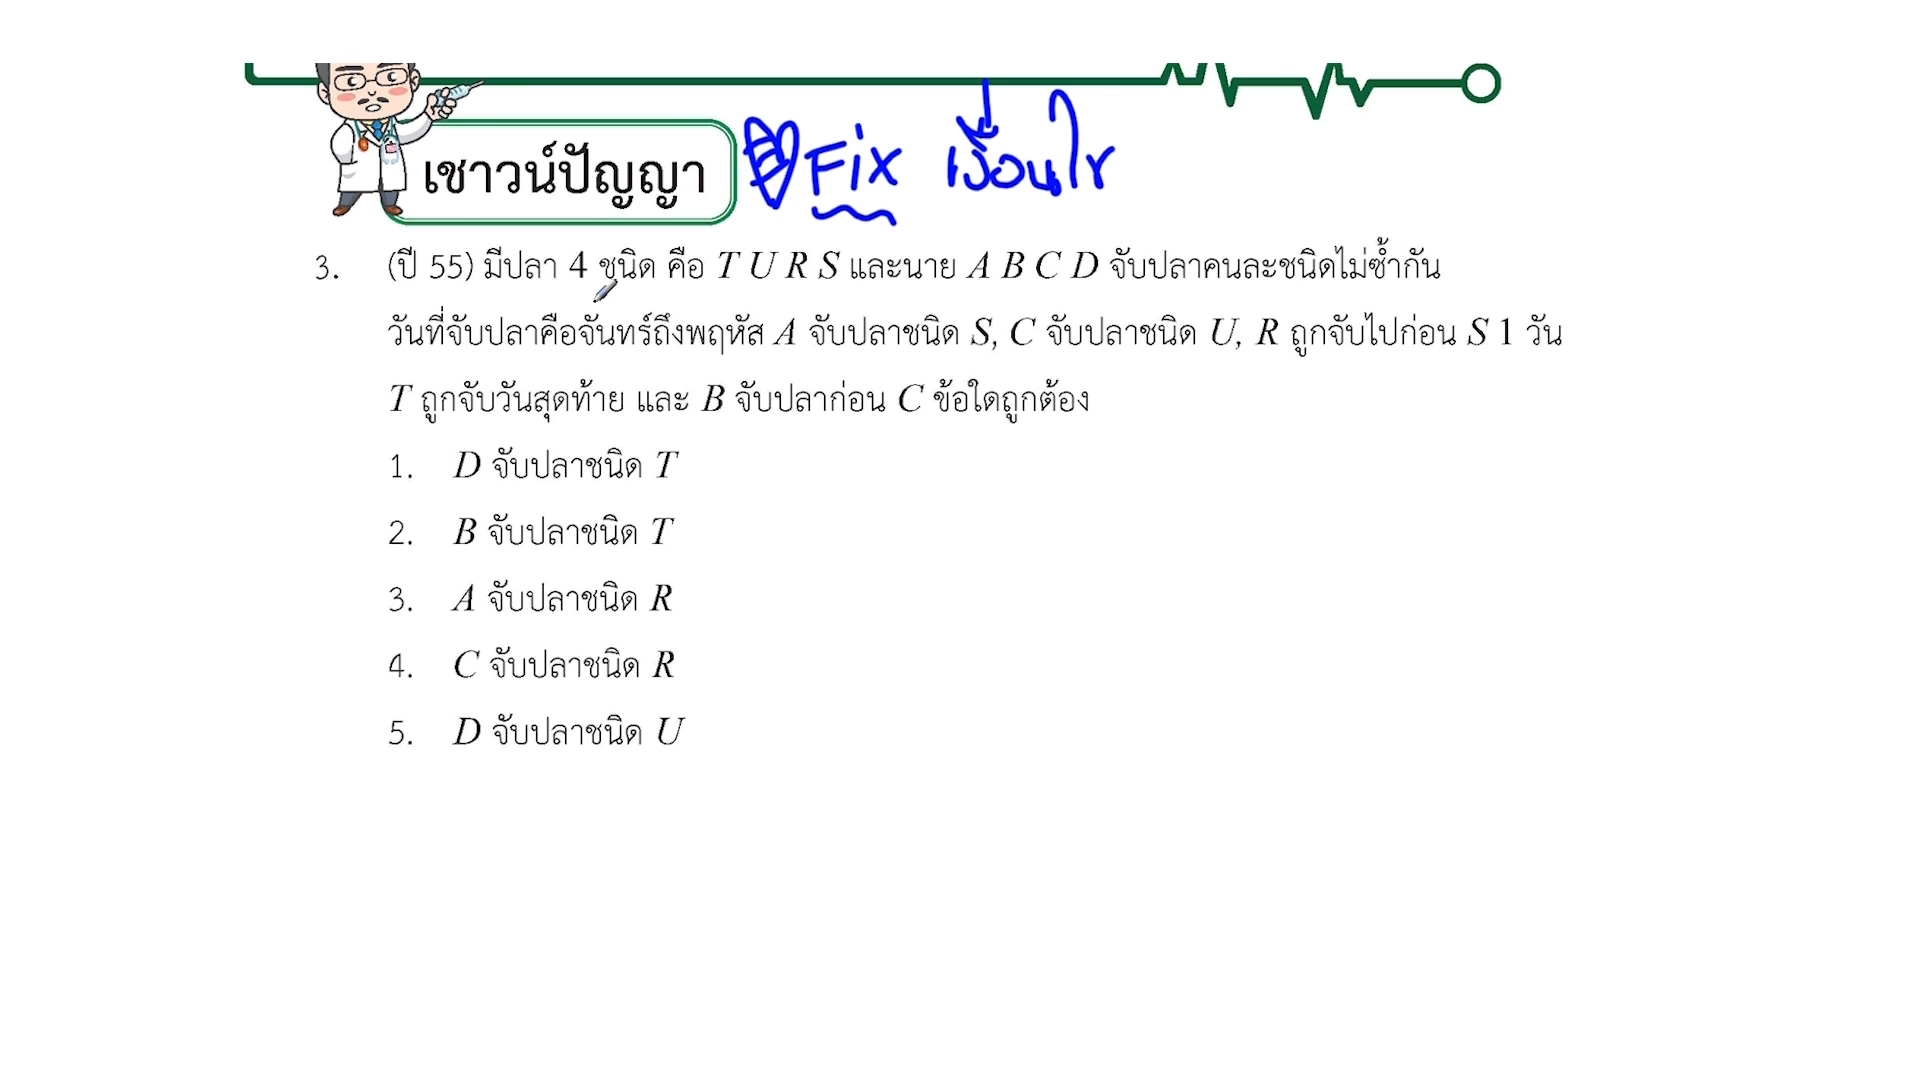 เชาวน์ปัญญา Fix เงื่อนไข
3. (ปี 55) มีปลา 4 ชนิด คือ T U R S และนาย A B C D จับปลาคนละชนิดไม่ซ้ำกัน
วันที่จับปลาคือจันทร์ถึงพฤหัส A จับปลาชนิด S, C จับปลาชนิด U, R ถูกจับไปก่อน S 1 วัน
T ถูกจับวันสุดท้าย และ B จับปลาก่อน C ข้อใดถูกต้อง
1. D จับปลาชนิด T
2. B จับปลาชนิด T
3. A จับปลาชนิด R
4. C จับปลาชนิด R
5. D จับปลาชนิด U